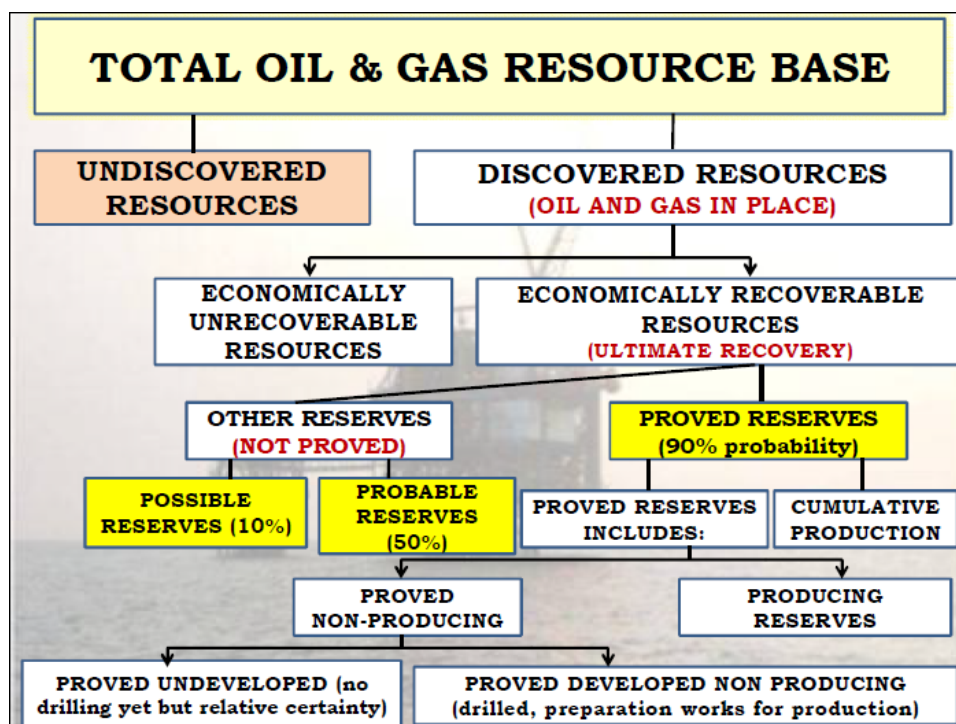 TOTAL OIL & GAS RESOURCE BASE
UNDISCOVERED
RESOURCES
DISCOVERED RESOURCES
(OIL AND GAS IN PLACE)
ECONOMICALLY
UNRECOVERABLE
RESOURCES
ECONOMICALLY RECOVERABLE
RESOURCES
(ULTIMATE RECOVERY)
OTHER RESERVES
(NOT PROVED)
PROVED RESERVES
(90% probability)
POSSIBLE
RESERVES (10%)
PROBABLE
RESERVES
(50%)
PROVED RESERVES
INCLUDES:
CUMULATIVE
PRODUCTION
PROVED
NON-PRODUCING
PRODUCING
RESERVES
PROVED UNDEVELOPED (no
drilling yet but relative certainty)
PROVED DEVELOPED NON PRODUCING
(drilled, preparation works for production)